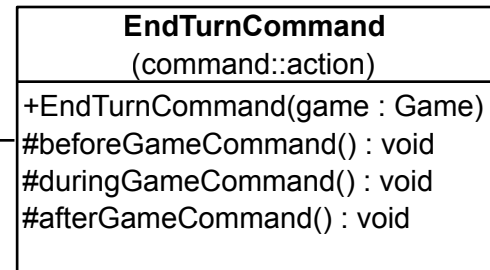 EndTurnCommand
(command::action)
+EndTurnCommand(game : Game)
#beforeGameCommand() : void
#duringGameCommand() : void
#afterGameCommand() : void